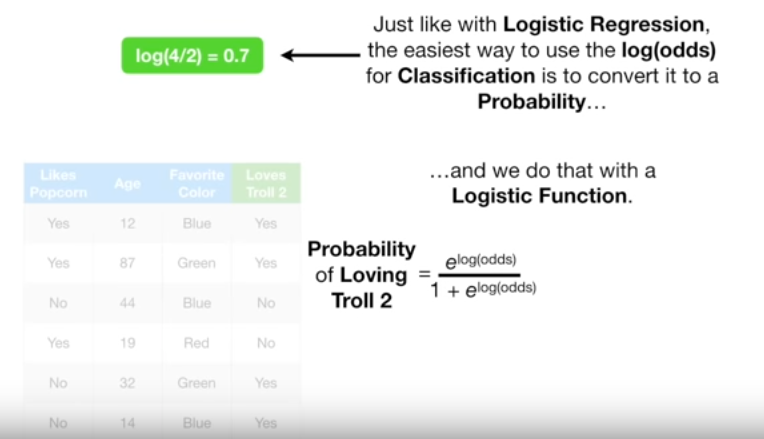 log(4/2) = 0.7
Just like with Logistic Regression,
the easiest way to use the log(odds)
for Classification is to convert it to a
Probability…
…and we do that with a
Logistic Function.
Likes Popcorn Age Favorite Color Loves Troll 2
Yes 12 Blue Yes
Yes 87 Green Yes
No 44 Blue No
Yes 19 Red No
No 32 Green Yes
No 14 Blue Yes
Probability
of Loving =
Troll 2
e^log(odds)
1 + e^log(odds)